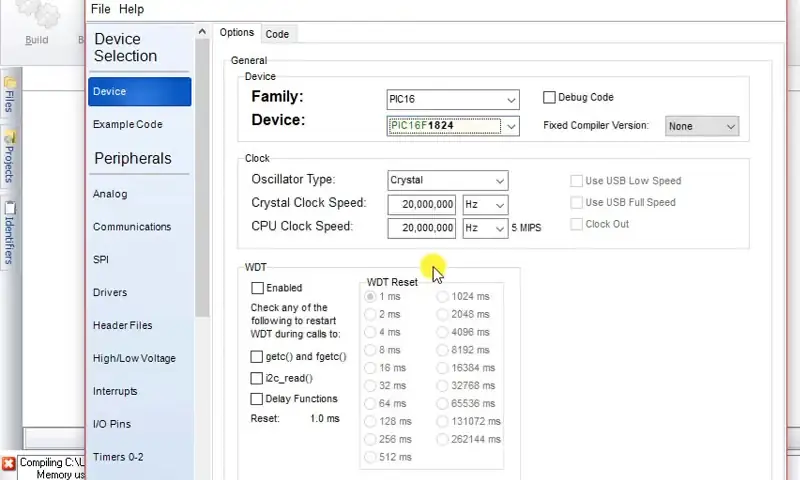 File Help
Build
Files
Projects
Identifiers
Device
Selection
Device
Example Code
Peripherals
Analog
Communications
SPI
Drivers
Header Files
High/Low Voltage
Interrupts
I/O Pins
Timers 0-2
Options Code
General
Device
Family: PIC16
Device: PIC16F1824
Debug Code
Fixed Compiler Version: None
Clock
Oscillator Type: Crystal
Crystal Clock Speed: 20,000,000 Hz
CPU Clock Speed: 20,000,000 Hz 5 MIPS
Use USB Low Speed
Use USB Full Speed
Clock Out
WDT
Enabled
Check any of the
following to restart
WDT during calls to:
getc() and fgetc()
i2c_read()
Delay Functions
Reset: 1.0 ms
WDT Reset
1 ms 1024 ms
2 ms 2048 ms
4 ms 4096 ms
8 ms 8192 ms
16 ms 16384 ms
32 ms 32768 ms
64 ms 65536 ms
128 ms 131072 ms
256 ms 262144 ms
512 ms
Compiling C:\U
Memory us